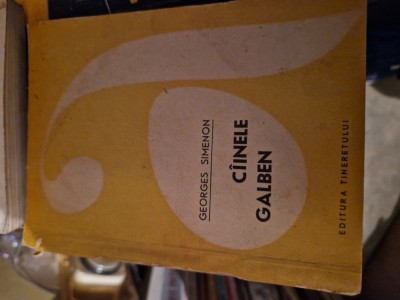 GEORGES SIMENON
CÎINELE
GALBEN
EDITURA TINERETULUI